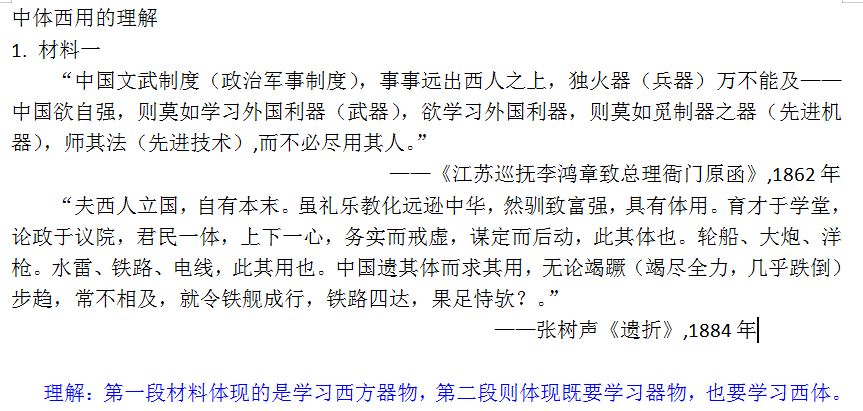 中体西用的理解
1. 材料一
“中国文武制度（政治军事制度），事事远出西人之上，独火器（兵器）万不能及——
中国欲自强，则莫如学习外国利器（武器），欲学习外国利器，则莫如觅制器之器（先进机
器），师其法（先进技术）,而不必尽用其人。”
——《江苏巡抚李鸿章致总理衙门原函》,1862 年
“夫西人立国，自有本末。虽礼乐教化远逊中华，然驯致富强，具有体用。育才于学堂，
论政于议院，君民一体，上下一心，务实而戒虚，谋定而后动，此其体也。轮船、大炮、洋
枪。水雷、铁路、电线，此其用也。中国遗其体而求其用，无论竭蹶（竭尽全力，几乎跌倒）
步趋，常不相及，就令铁舰成行，铁路四达，果足恃欤？。”
——张树声《遗折》,1884 年
理解：第一段材料体现的是学习西方器物，第二段则体现既要学习器物，也要学习西体。